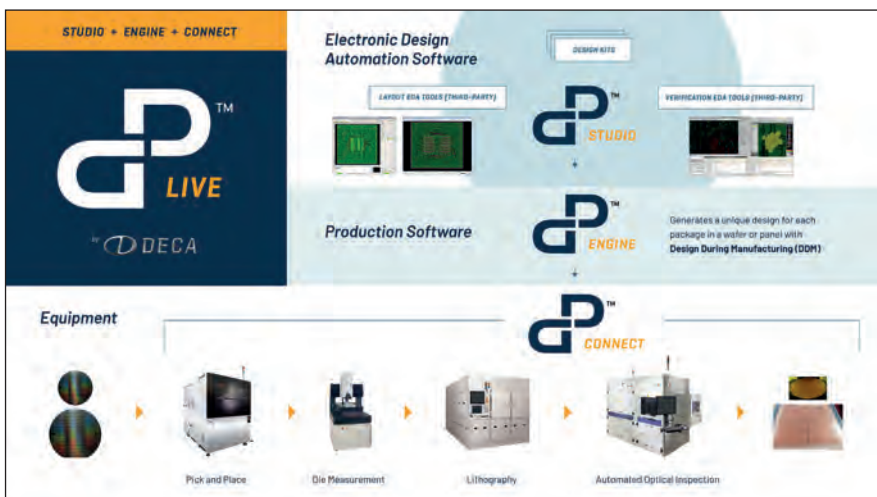 STUDIO + ENGINE + CONNECT
TM
LIVE
by DECA
Electronic Design
Automation Software
DESIGN KITS
LAYOUT EDA TOOLS (THIRD-PARTY)
TM
STUDIO
VERIFICATION EDA TOOLS (THIRD-PARTY)
+
Production Software
TM
ENGINE
Generates a unique design for each
package in a wafer or panel with
Design During Manufacturing (DDM)
+
Equipment
TM
CONNECT
Pick and Place
Die Measurement
Lithography
Automated Optical Inspection